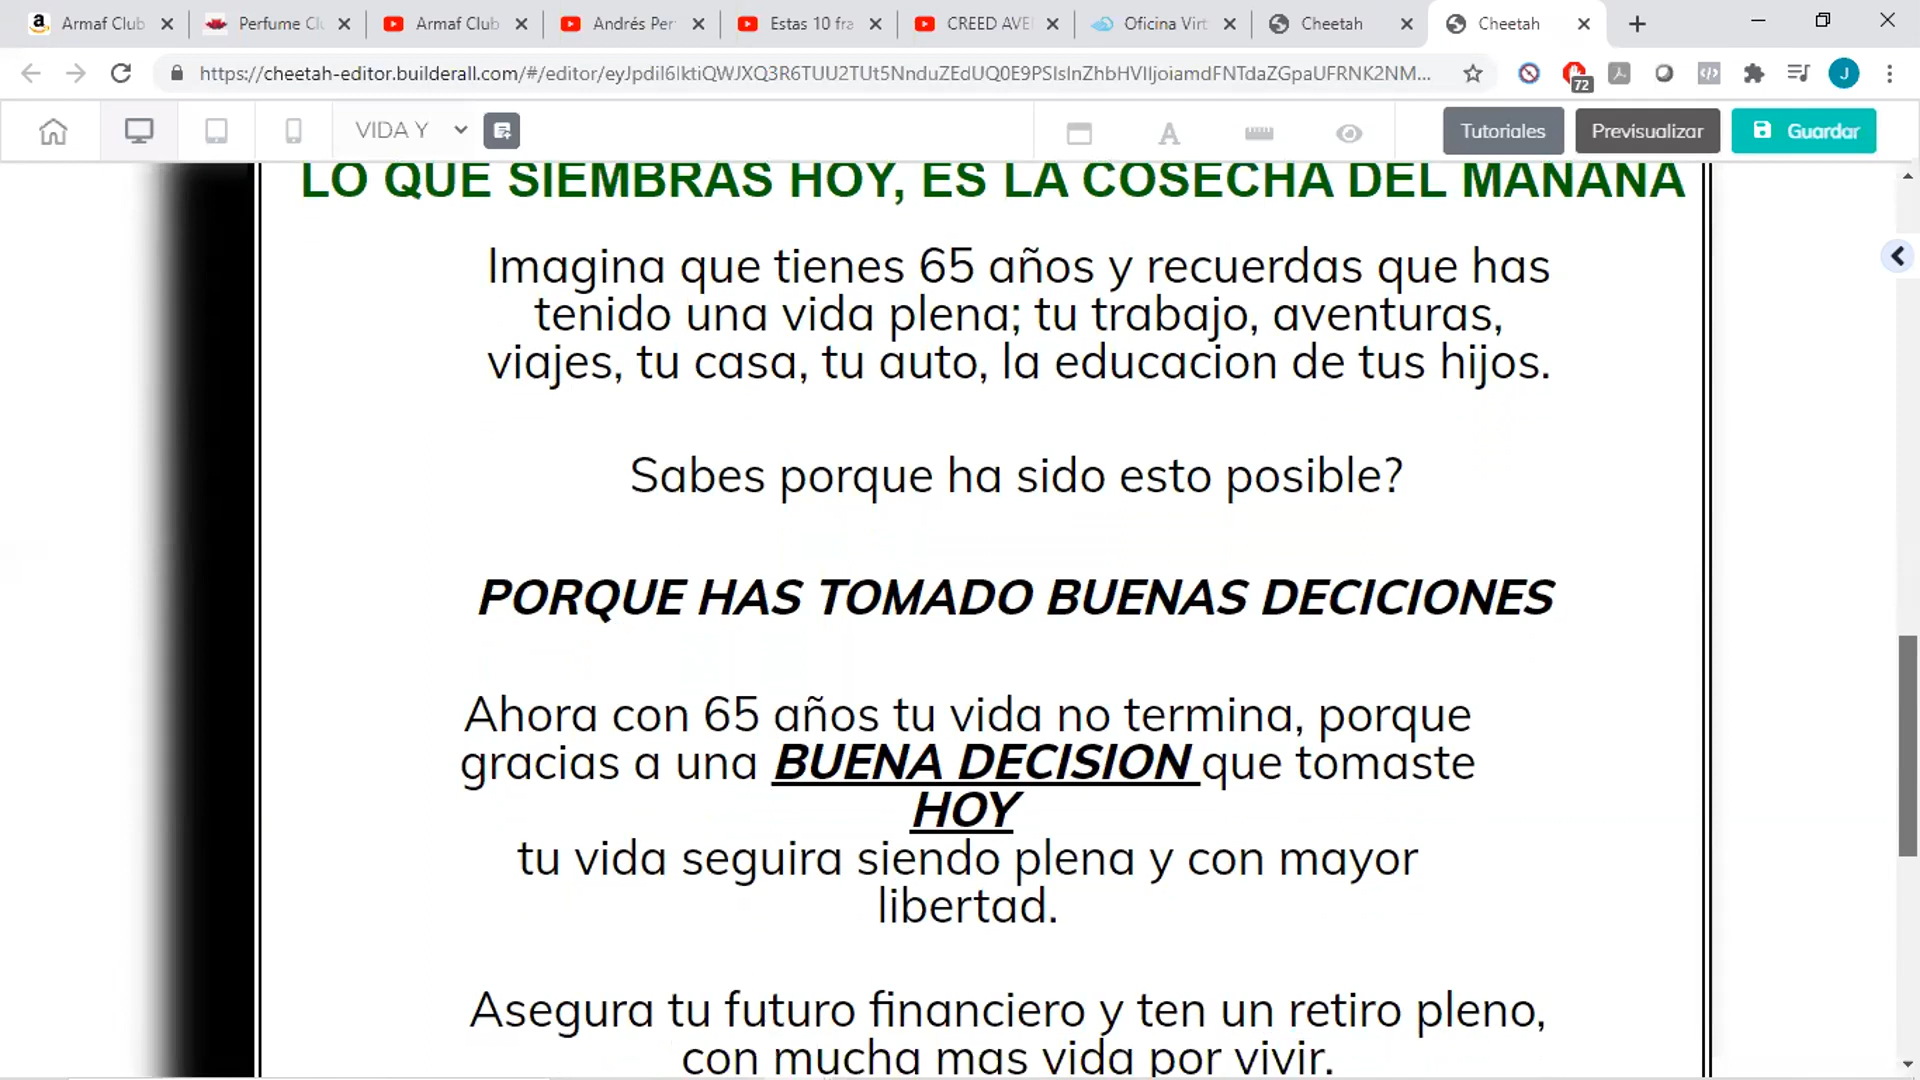 Armaf Club
Perfume Clu
Armaf Club
Andrés Per
Estas 10 fra
CREED AVE
Oficina Virt
Cheetah
Cheetah
https://cheetah-editor.builderall.com/#/editor/
72
J
VIDA Y
A
Tutoriales
Previsualizar
Guardar
LO QUE SIEMBRAS HOY, ES LA COSECHA DEL MAÑANA
Imagina que tienes 65 años y recuerdas que has
tenido una vida plena; tu trabajo, aventuras,
viajes, tu casa, tu auto, la educacion de tus hijos.
Sabes porque ha sido esto posible?
PORQUE HAS TOMADO BUENAS DECICIONES
Ahora con 65 años tu vida no termina, porque
gracias a una BUENA DECISION que tomaste
HOY
tu vida seguira siendo plena y con mayor
libertad.
Asegura tu futuro financiero y ten un retiro pleno,
con mucha mas vida por vivir.